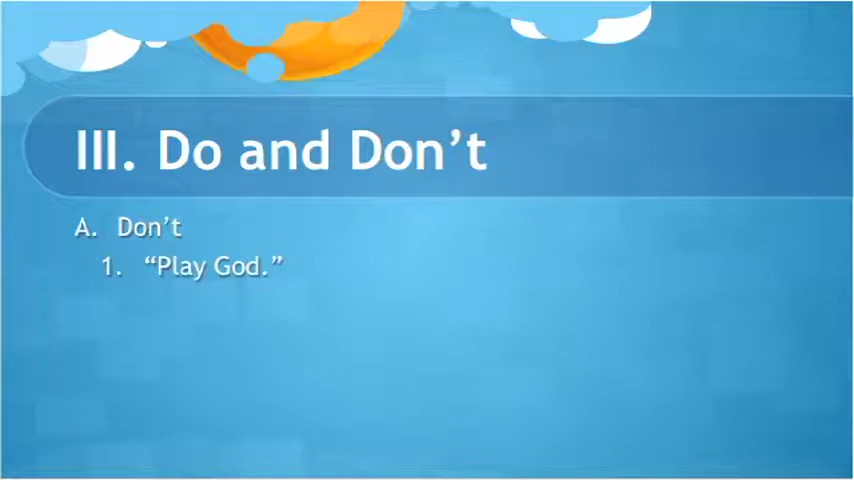 III. Do and Don’t
A. Don’t
1. “Play God.”